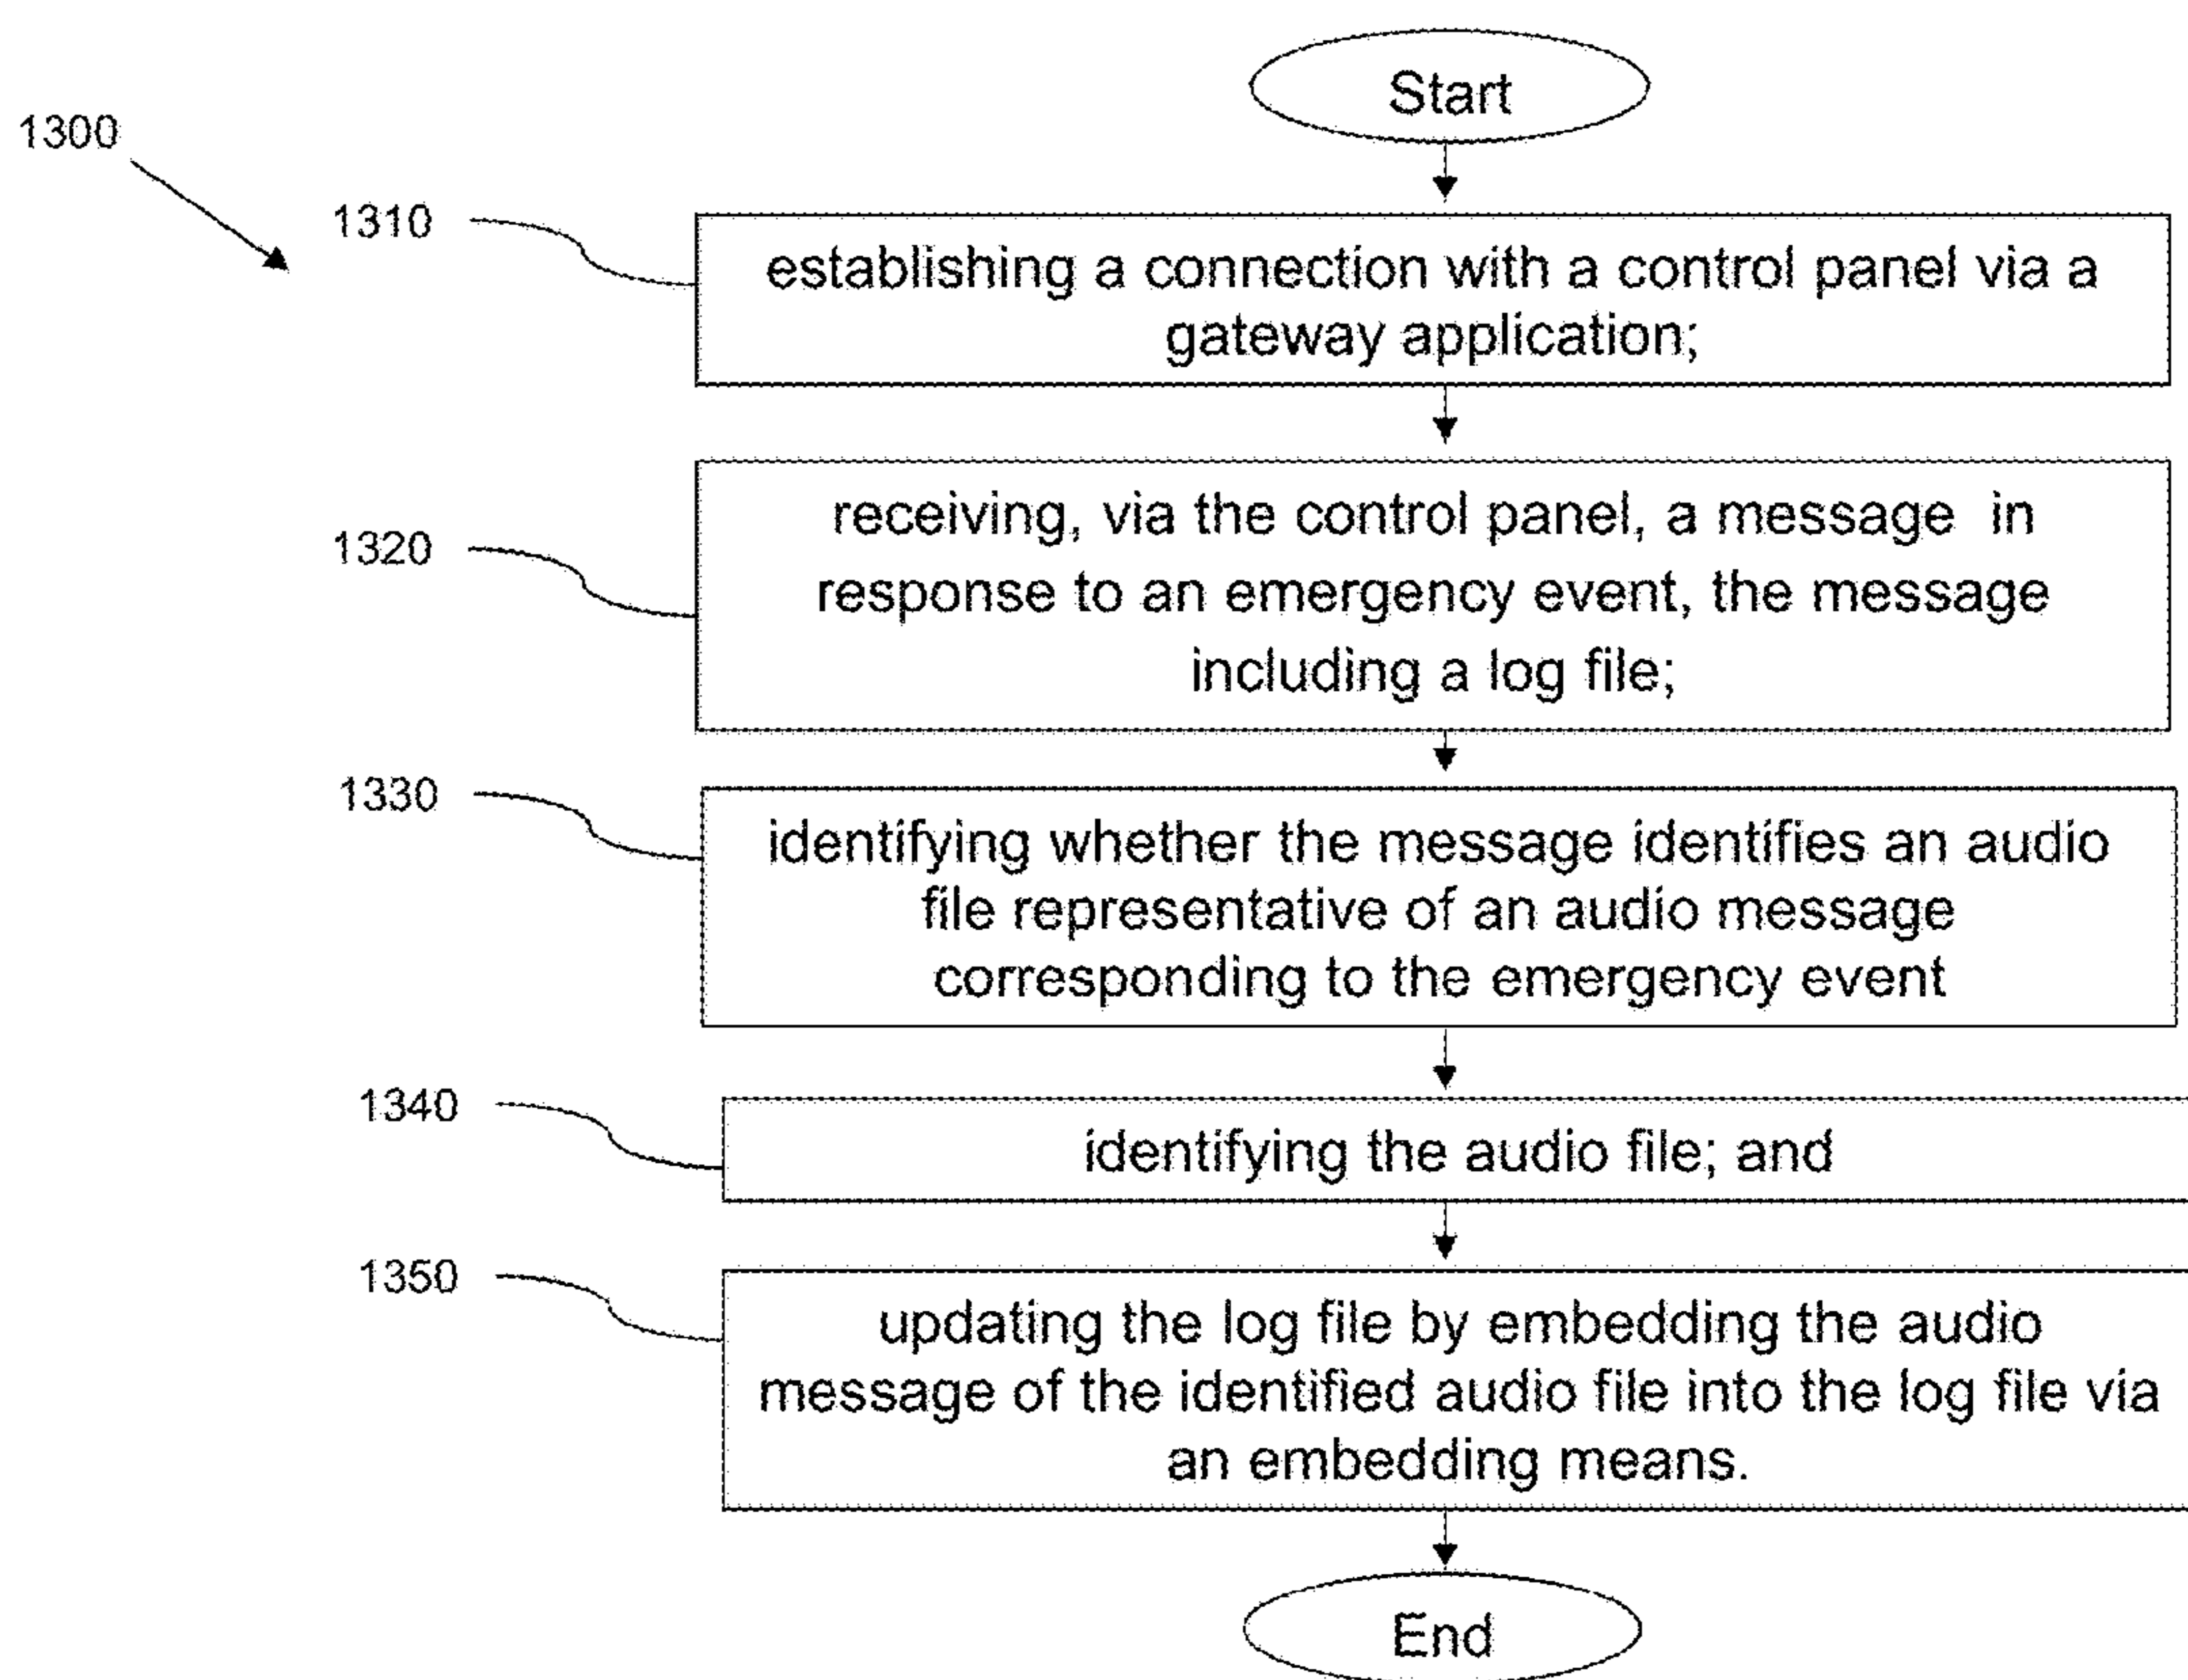 Start
1300
1310
establishing a connection with a control panel via a
gateway application;
1320
receiving, via the control panel, a message in
response to an emergency event, the message
including a log file;
1330
identifying whether the message identifies an audio
file representative of an audio message
corresponding to the emergency event
1340
identifying the audio file; and
1350
updating the log file by embedding the audio
message of the identified audio file into the log file via
an embedding means.
End